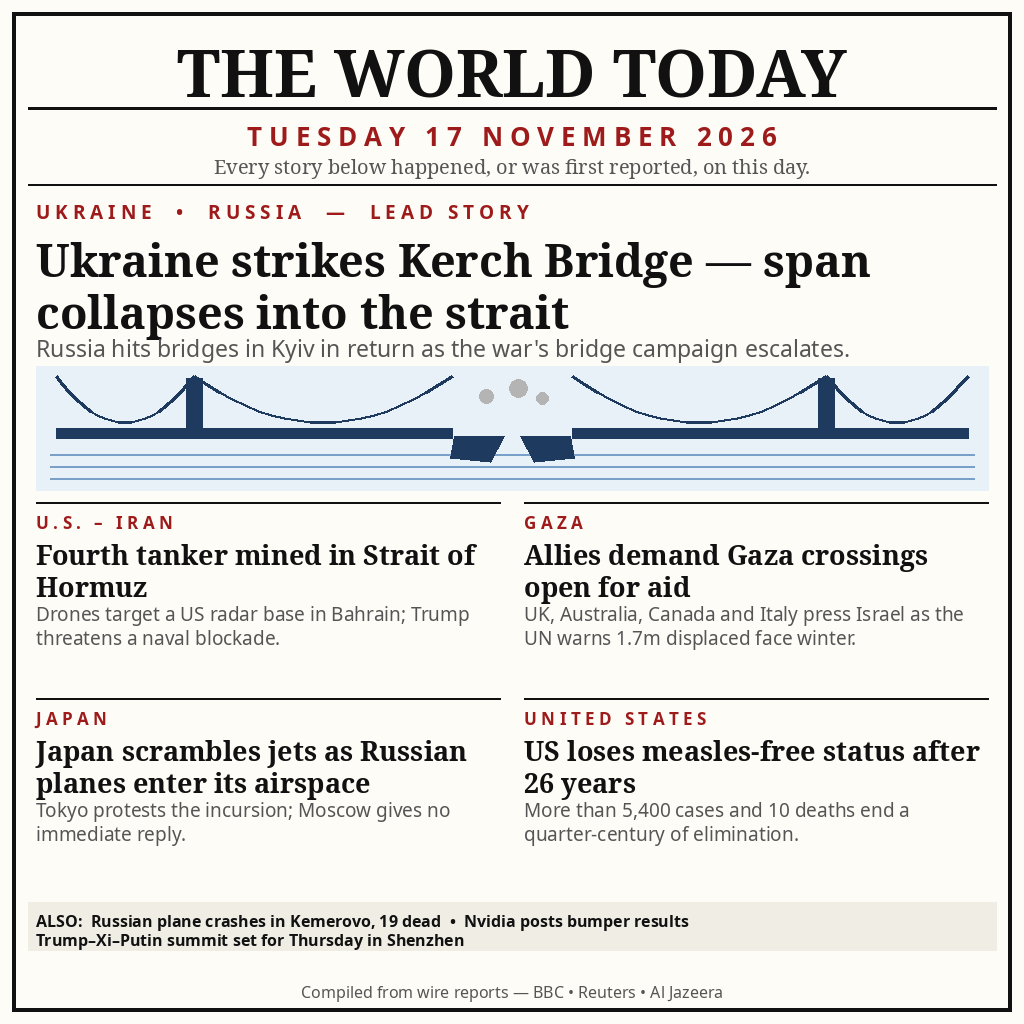 THE WORLD TODAY
TUESDAY 17 NOVEMBER 2026
Every story below happened, or was first reported, on this day.
UKRAINE • RUSSIA — LEAD STORY
Ukraine strikes Kerch Bridge — span
collapses into the strait
Russia hits bridges in Kyiv in return as the war's bridge campaign escalates.
U.S. – IRAN
Fourth tanker mined in Strait of
Hormuz
Drones target a US radar base in Bahrain; Trump
threatens a naval blockade.
GAZA
Allies demand Gaza crossings
open for aid
UK, Australia, Canada and Italy press Israel as the
UN warns 1.7m displaced face winter.
JAPAN
Japan scrambles jets as Russian
planes enter its airspace
Tokyo protests the incursion; Moscow gives no
immediate reply.
UNITED STATES
US loses measles-free status after
26 years
More than 5,400 cases and 10 deaths end a
quarter-century of elimination.
ALSO: Russian plane crashes in Kemerovo, 19 dead • Nvidia posts bumper results
Trump–Xi–Putin summit set for Thursday in Shenzhen
Compiled from wire reports — BBC • Reuters • Al Jazeera